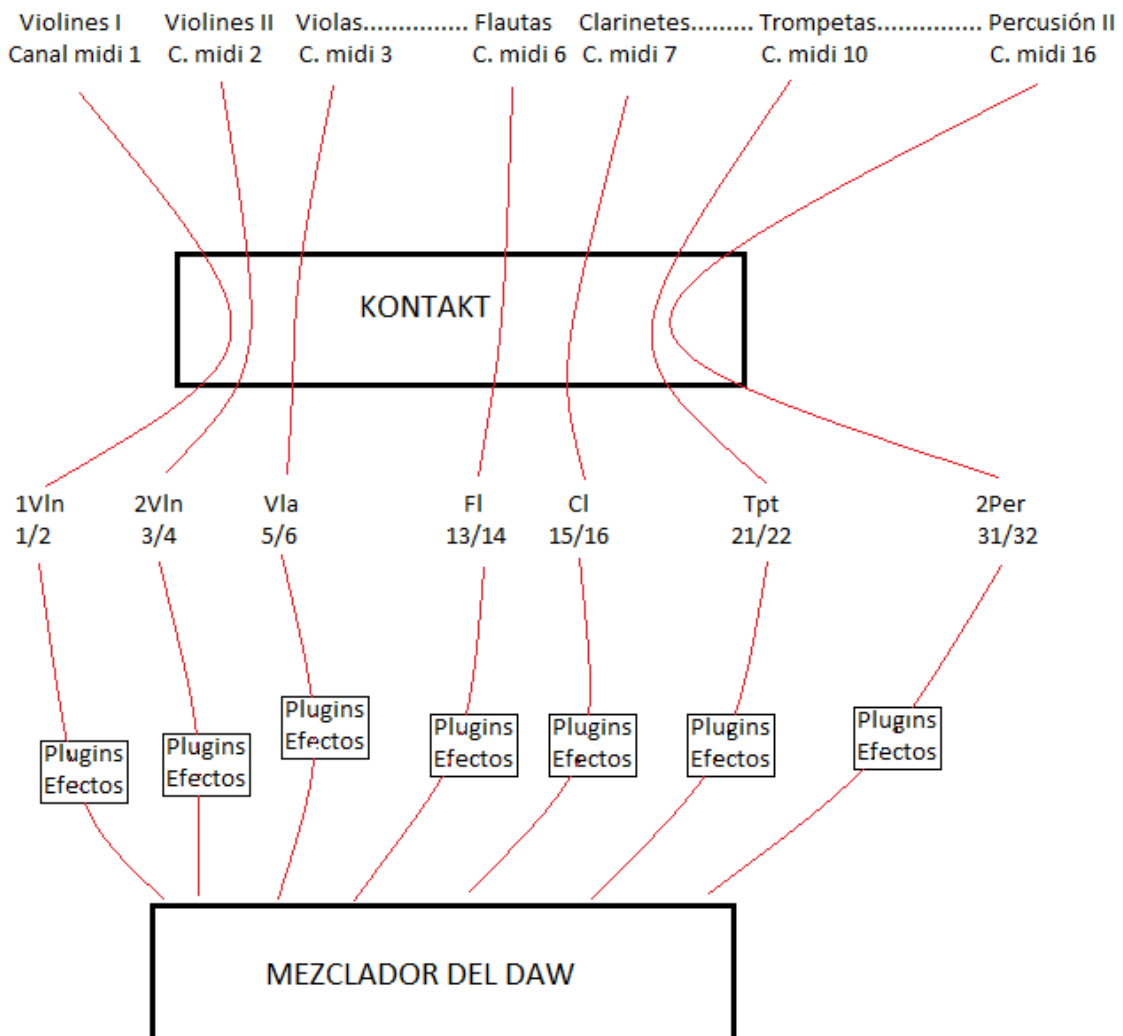 Violines I Violines II Violas............... Flautas Clarinetes......... Trompetas............... Percusión II
Canal midi 1 C. midi 2 C. midi 3 C. midi 6 C. midi 7 C. midi 10 C. midi 16
KONTAKT
1Vln 2Vln Vla Fl Cl Tpt 2Per
1/2 3/4 5/6 13/14 15/16 21/22 31/32
Plugins Plugins Plugins Plugins Plugins Plugins Plugins
Efectos Efectos Efectos Efectos Efectos Efectos Efectos
MEZCLADOR DEL DAW